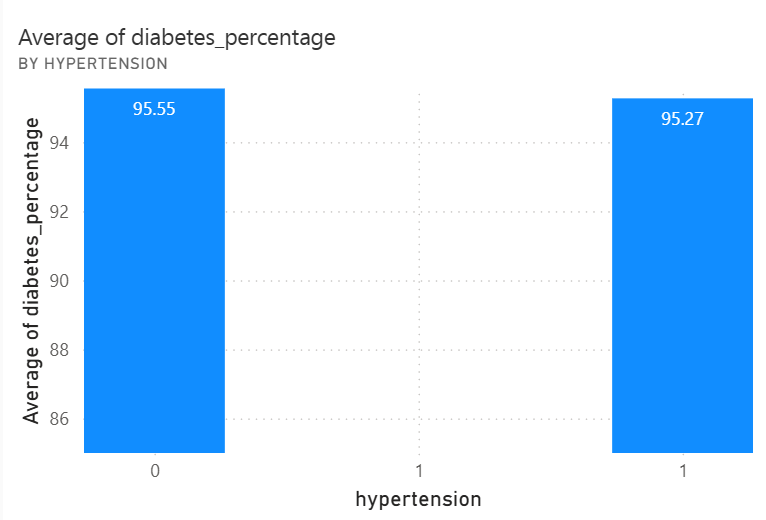 Average of diabetes_percentage
BY HYPERTENSION
Average of diabetes_percentage
94
92
90
88
86
95.55
95.27
0
1
1
hypertension